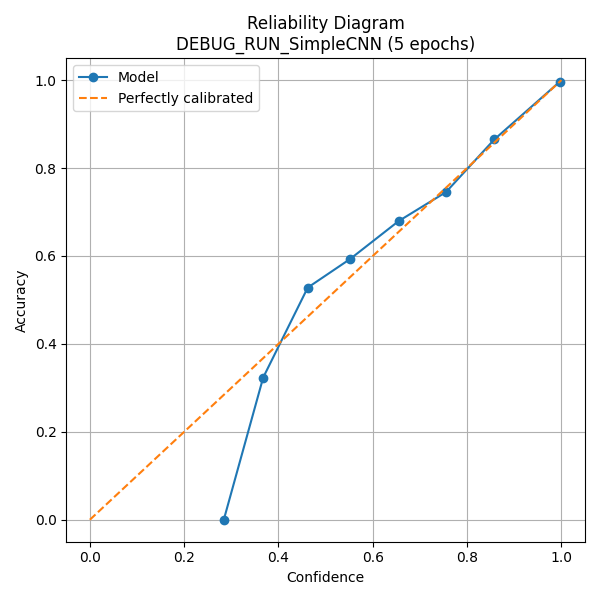 Reliability Diagram
DEBUG_RUN_SimpleCNN (5 epochs)
Model
Perfectly calibrated
1.0
0.8
0.6
0.4
0.2
0.0
Accuracy
0.0 0.2 0.4 0.6 0.8 1.0
Confidence